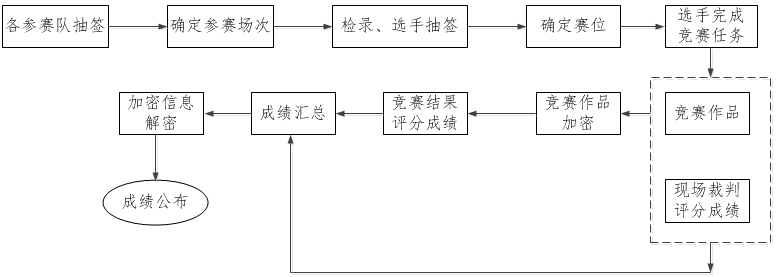 各参赛队抽签
确定参赛场次
检录、选手抽签
确定赛位
选手完成
竞赛任务
加密信息
解密
成绩汇总
竞赛结果
评分成绩
竞赛作品
加密
竞赛作品
成绩公布
现场裁判
评分成绩